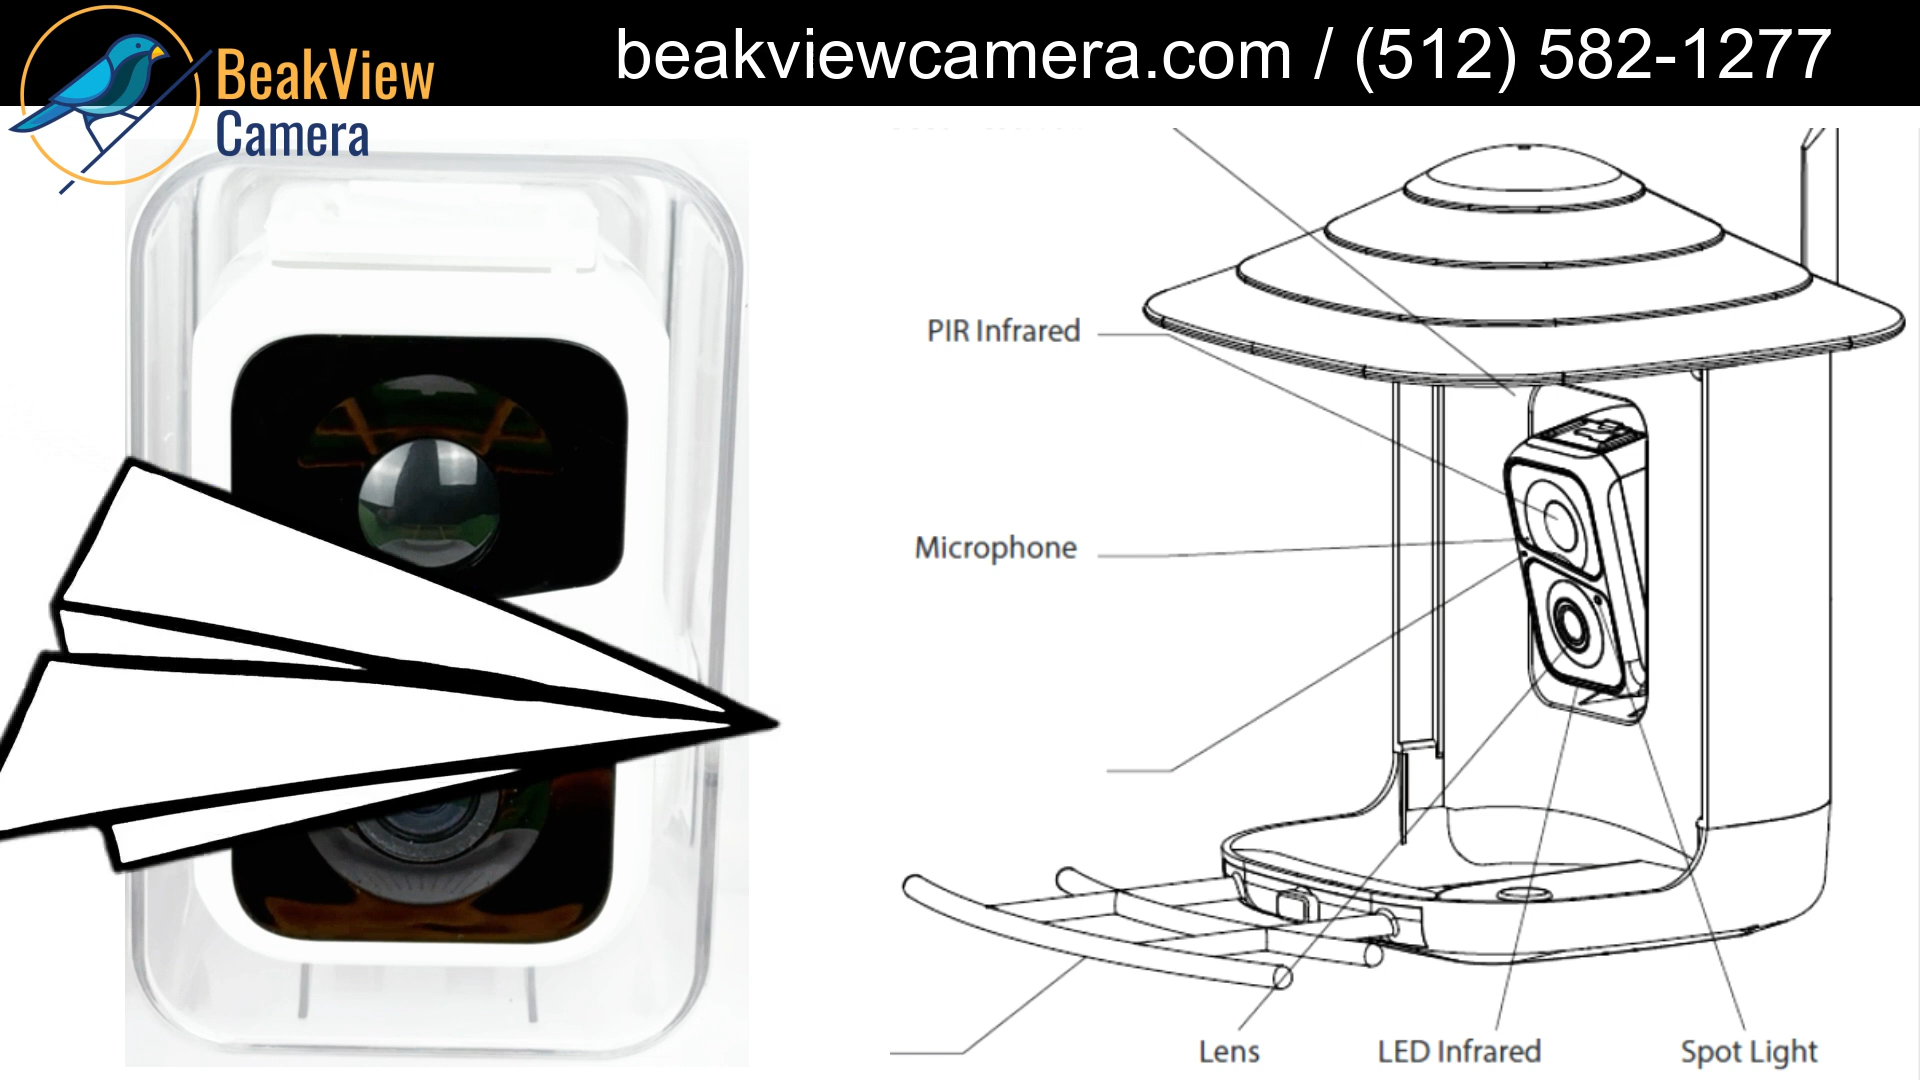 BeakView
Camera
beakviewcamera.com / (512) 582-1277
PIR Infrared
Microphone
Lens
LED Infrared
Spot Light